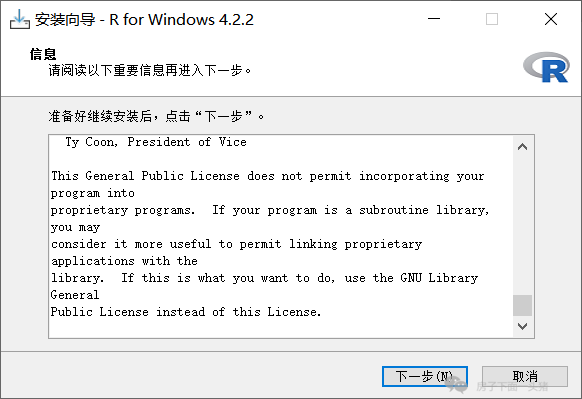 安装向导 - R for Windows 4.2.2
信息
请阅读以下重要信息再进入下一步。
R
准备好继续安装后，点击“下一步”。
Ty Coon, President of Vice
This General Public License does not permit incorporating your
program into
proprietary programs.  If your program is a subroutine library,
you may
consider it more useful to permit linking proprietary
applications with the
library.  If this is what you want to do, use the GNU Library
General
Public License instead of this License.
下一步(N)
取消